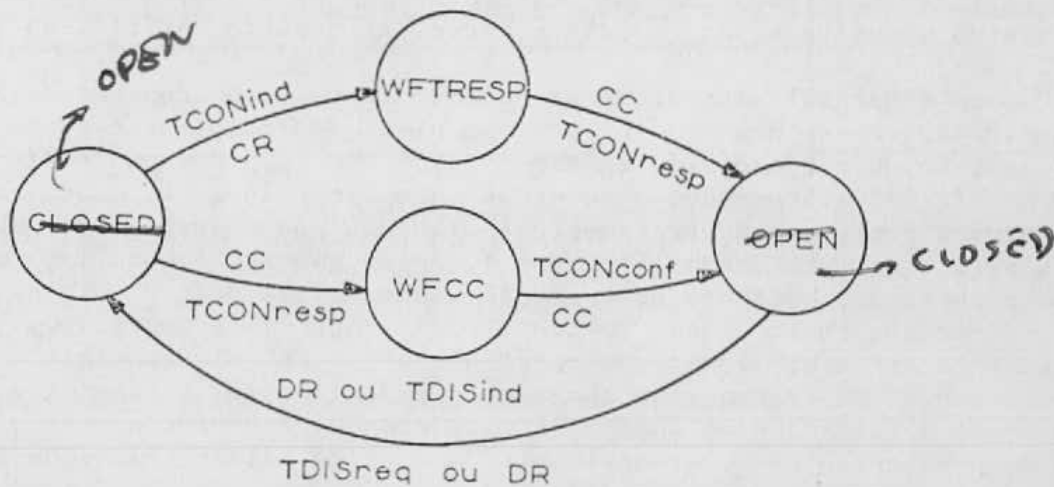 OPEN
TCONind
CR
WFTRESP
CC
TCONresp
CLOSED
OPEN
CLOSED
CC
TCONresp
WFCC
TCONconf
CC
DR ou TDISind
TDISreq ou DR